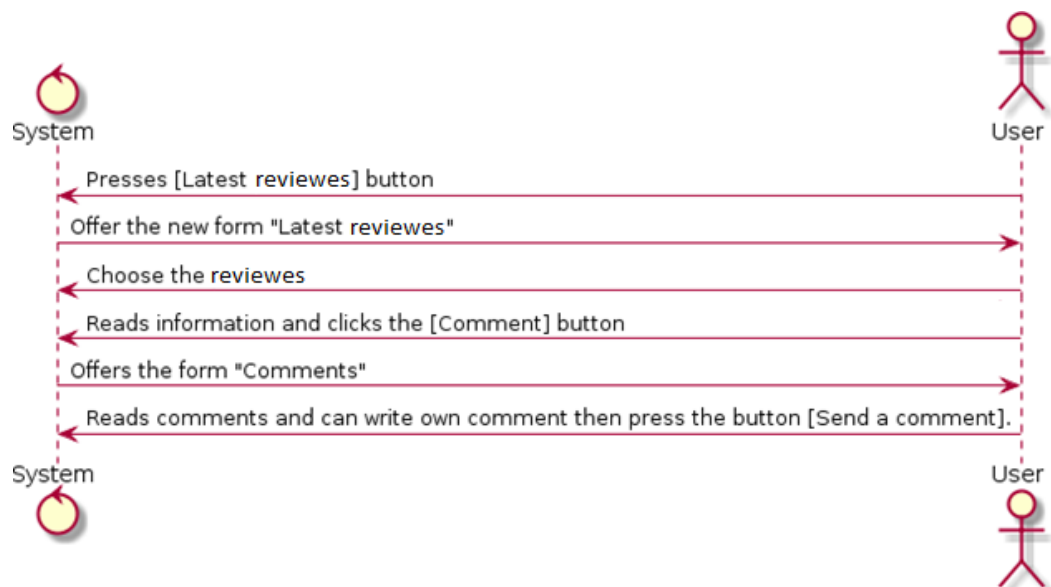 System
User
Presses [Latest reviewes] button
Offer the new form "Latest reviewes"
Choose the reviewes
Reads information and clicks the [Comment] button
Offers the form "Comments"
Reads comments and can write own comment then press the button [Send a comment].
System
User